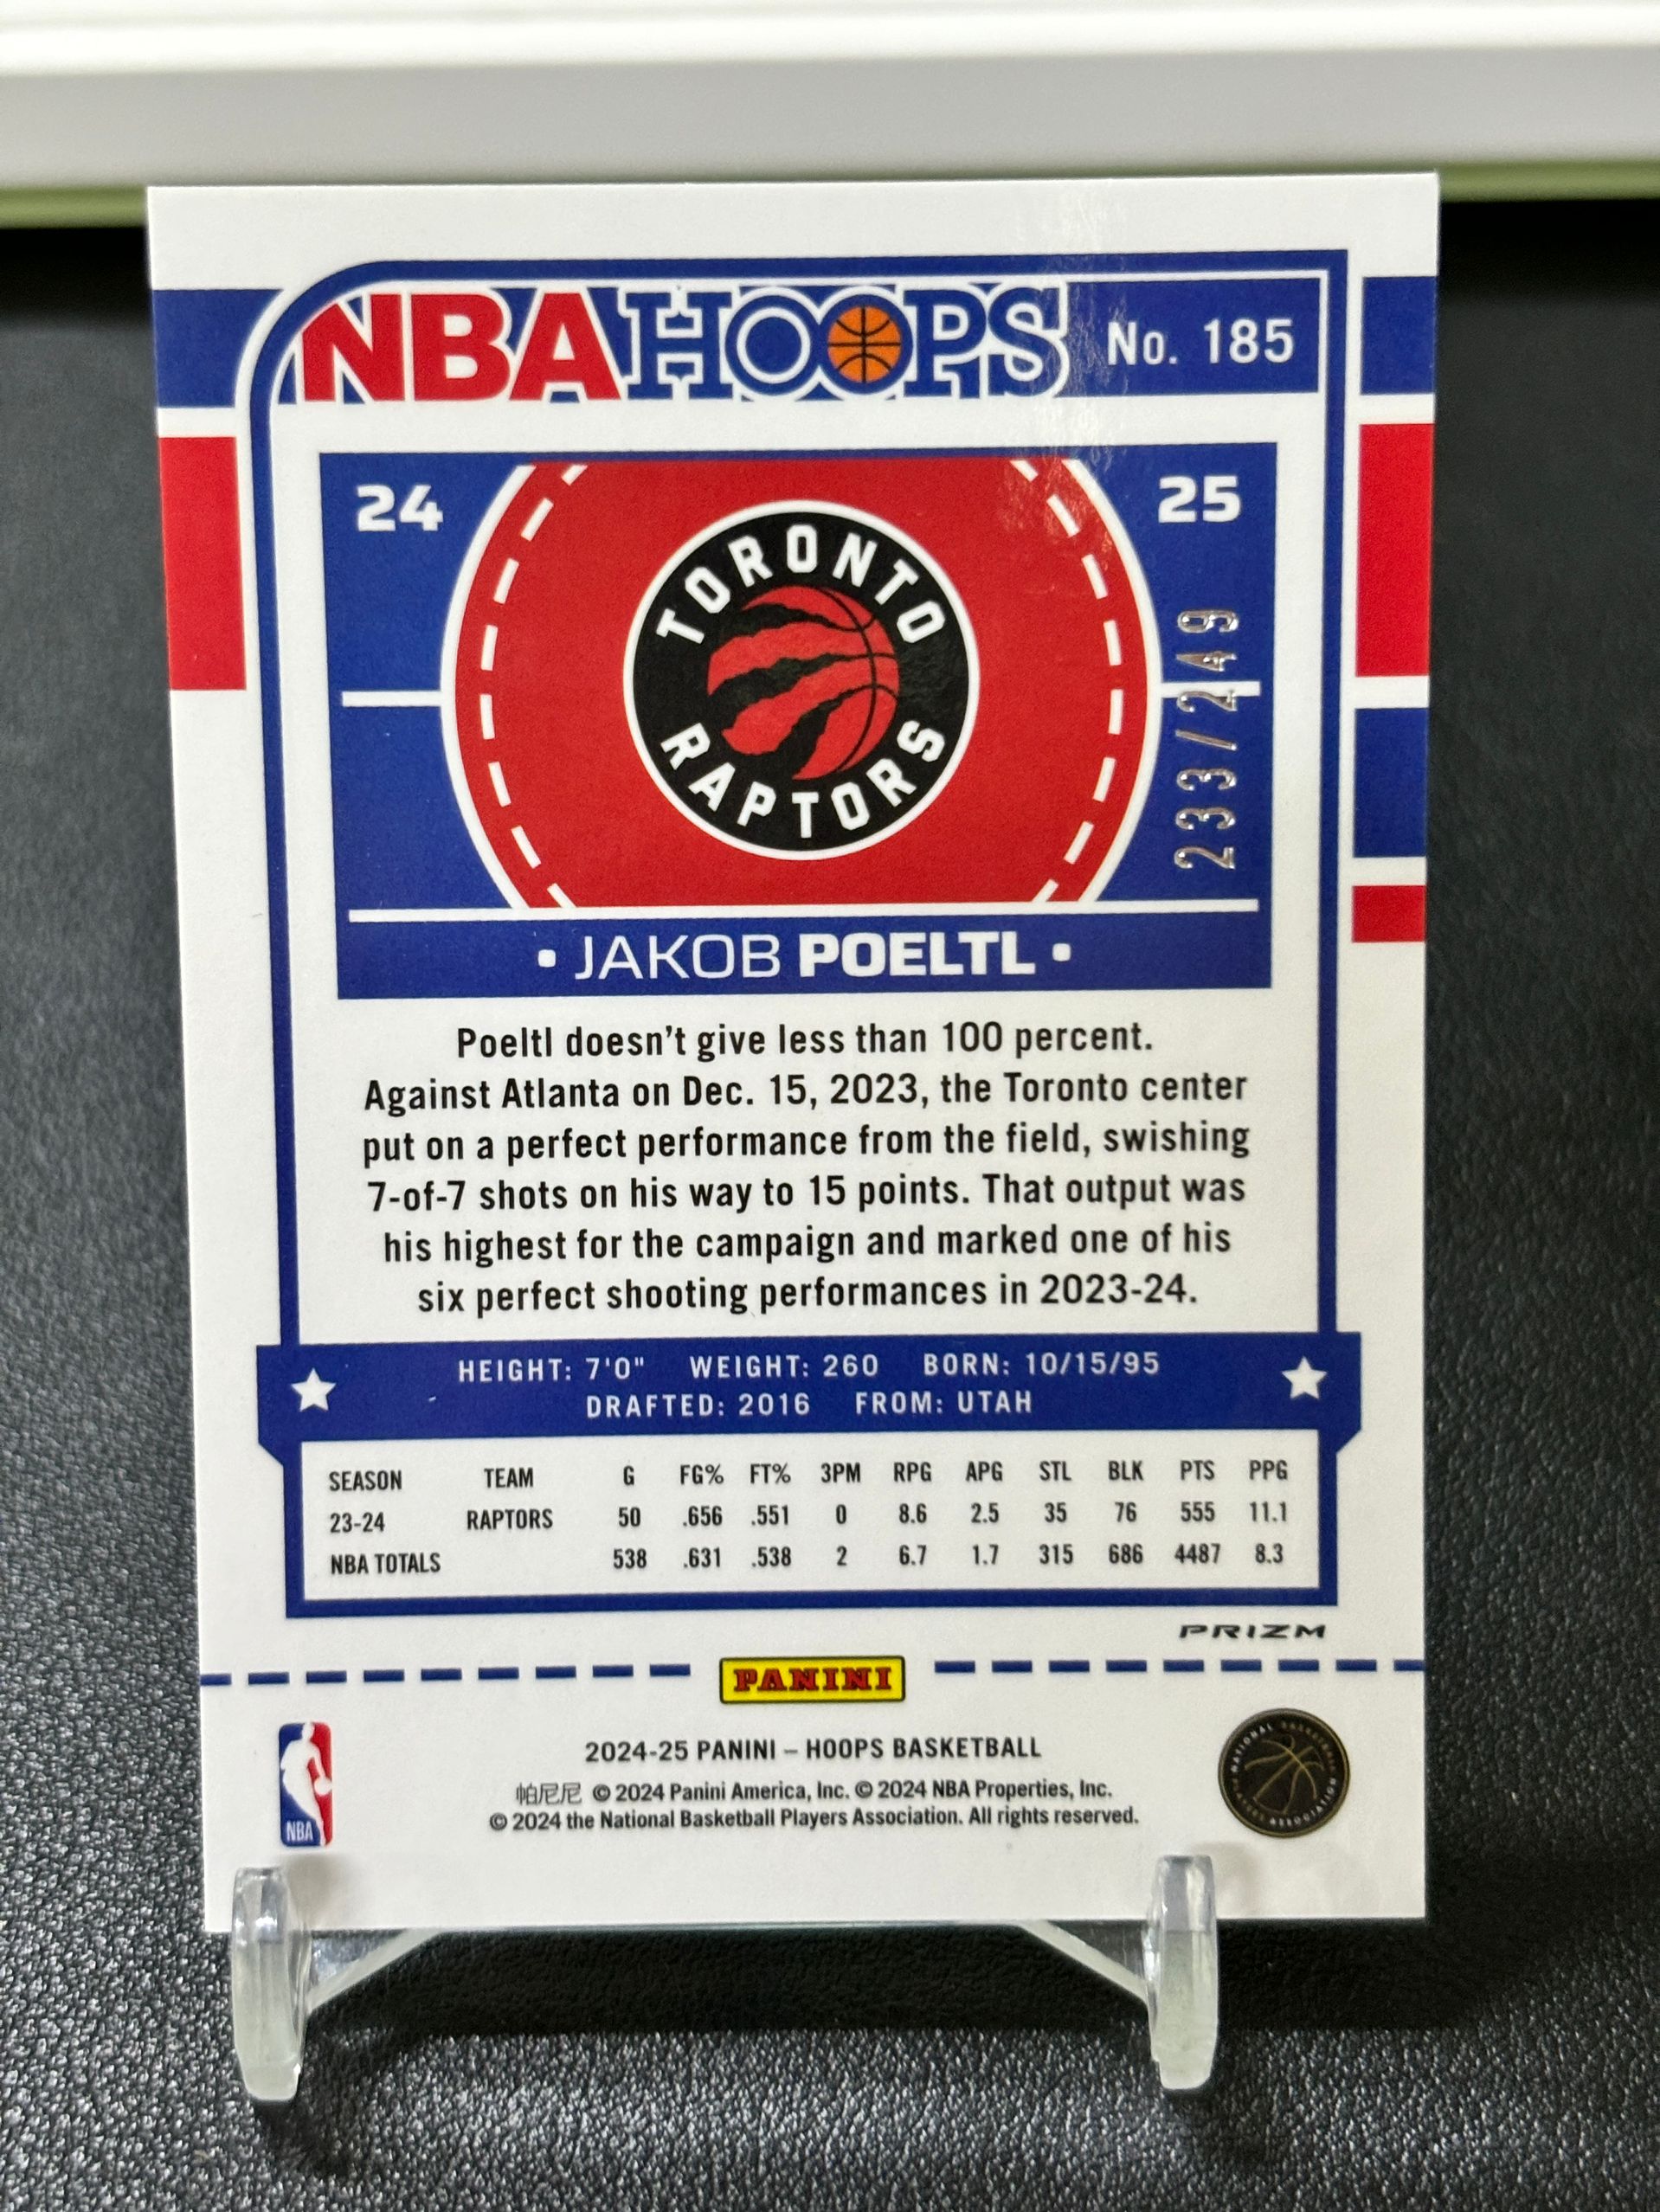 NBA HOOPS No. 185
24 25
TORONTO
RAPTORS
233/249
• JAKOB POELTL •
Poeltl doesn't give less than 100 percent.
Against Atlanta on Dec. 15, 2023, the Toronto center
put on a perfect performance from the field, swishing
7-of-7 shots on his way to 15 points. That output was
his highest for the campaign and marked one of his
six perfect shooting performances in 2023-24.
HEIGHT: 7'0" WEIGHT: 260 BORN: 10/15/95
DRAFTED: 2016 FROM: UTAH
SEASON TEAM G FG% FT% 3PM RPG APG STL BLK PTS PPG
23-24 RAPTORS 50 .656 .551 0 8.6 2.5 35 76 555 11.1
NBA TOTALS 538 .631 .538 2 6.7 1.7 315 686 4487 8.3
PRIZM
PANINI
2024-25 PANINI – HOOPS BASKETBALL
帕尼尼 © 2024 Panini America, Inc. © 2024 NBA Properties, Inc.
© 2024 the National Basketball Players Association. All rights reserved.
NBA
NATIONAL BASKETBALL
PLAYERS ASSOCIATION